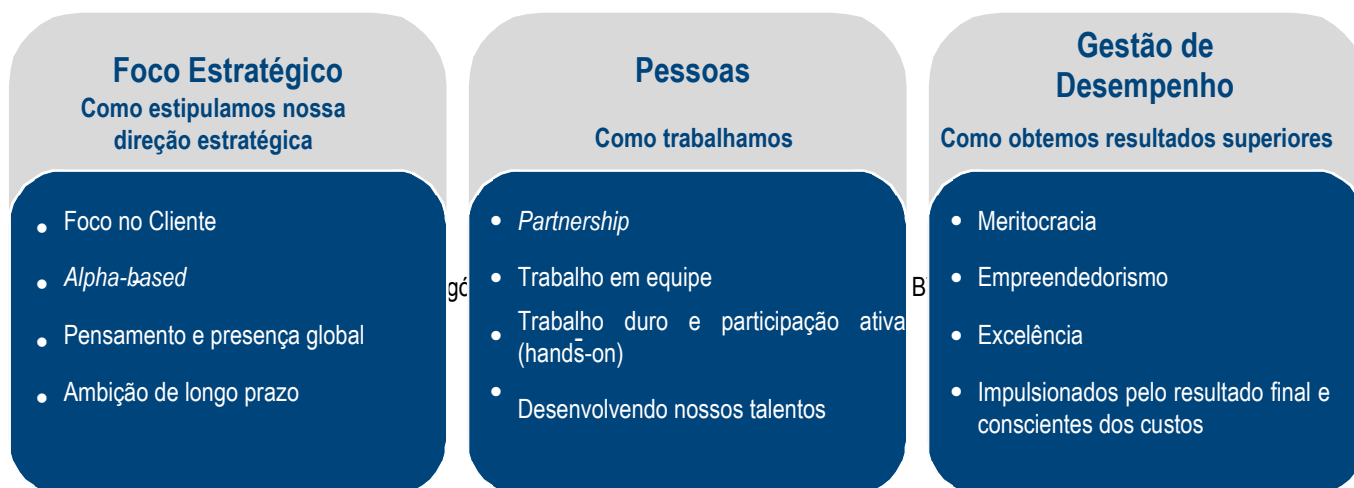 Foco Estratégico
Como estipulamos nossa
direção estratégica
Foco no Cliente
Alpha-based
Pensamento e presença global
Ambição de longo prazo
Pessoas
Como trabalhamos
Partnership
Trabalho em equipe
Trabalho duro e participação ativa
(hands-on)
Desenvolvendo nossos talentos
Gestão de
Desempenho
Como obtemos resultados superiores
Meritocracia
Empreendedorismo
Excelência
Impulsionados pelo resultado final e
conscientes dos custos